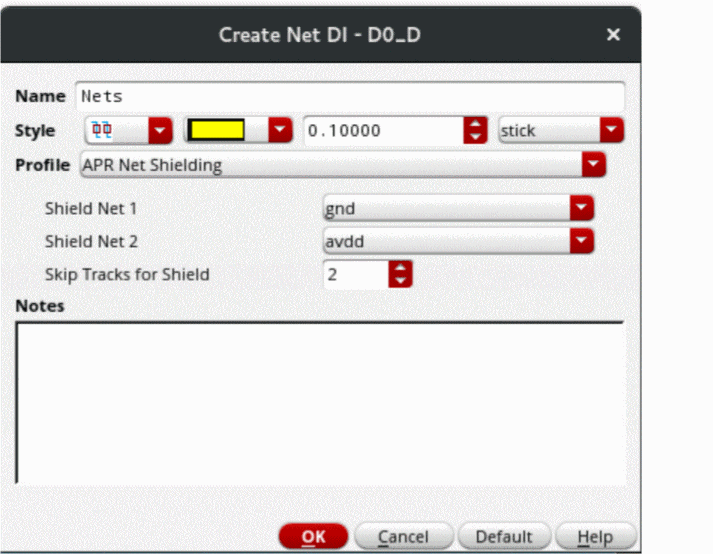 Create Net DI - D0_D
Name Nets
Style 0.10000 stick
Profile APR Net Shielding
Shield Net 1 gnd
Shield Net 2 avdd
Skip Tracks for Shield 2
Notes
OK Cancel Default Help